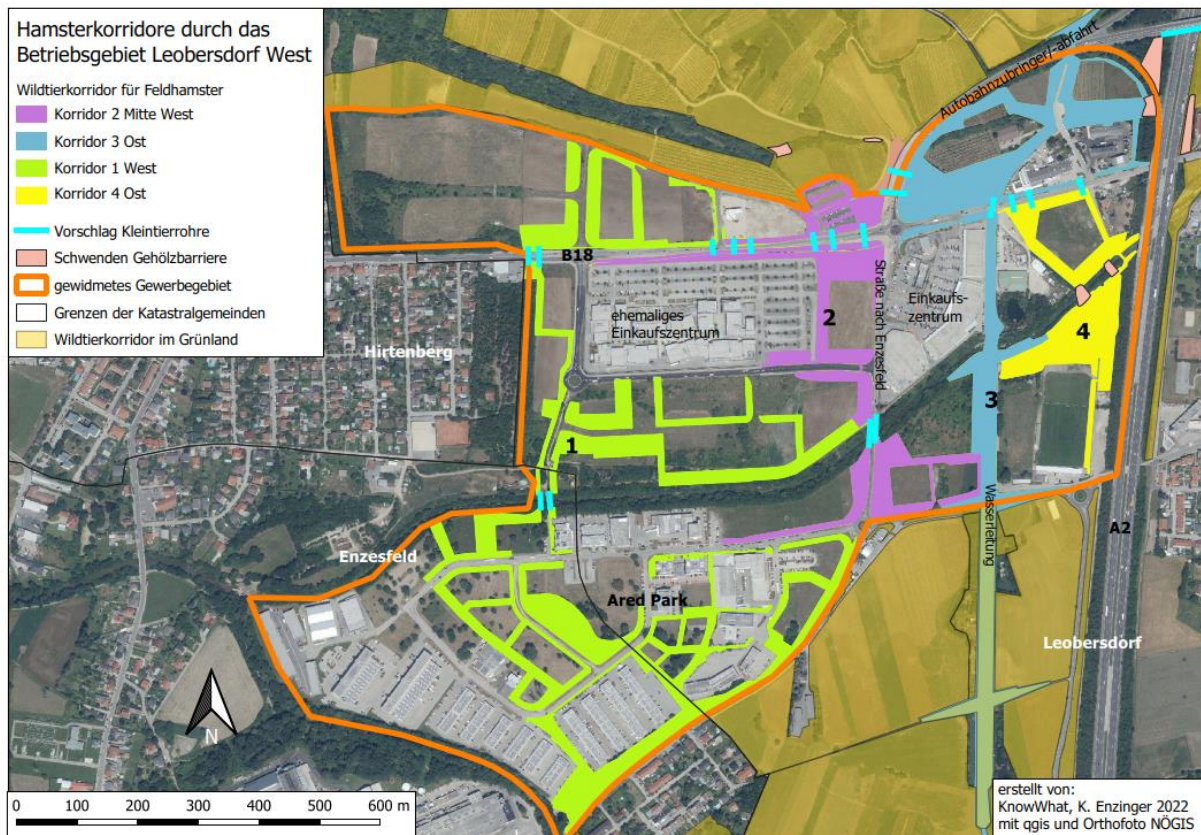 Hamsterkorridore durch das
Betriebsgebiet Leobersdorf West
Wildtierkorridor für Feldhamster
Korridor 2 Mitte West
Korridor 3 Ost
Korridor 1 West
Korridor 4 Ost
Vorschlag Kleintierrohre
Schwenden Gehölzbarriere
gewidmetes Gewerbegebiet
Grenzen der Katastralgemeinden
Wildtierkorridor im Grünland
Autobahnzubringer/-abfahrt
B18
ehemaliges
Einkaufszentrum
2
Straße nach Enzesfeld
Einkaufs-
zentrum
4
Hirtenberg
3
1
Wasserleitung
A2
Enzesfeld
Ared Park
Leobersdorf
N
0 100 200 300 400 500 600 m
erstellt von:
KnowWhat, K. Enzinger 2022
mit qgis und Orthofoto NÖGIS